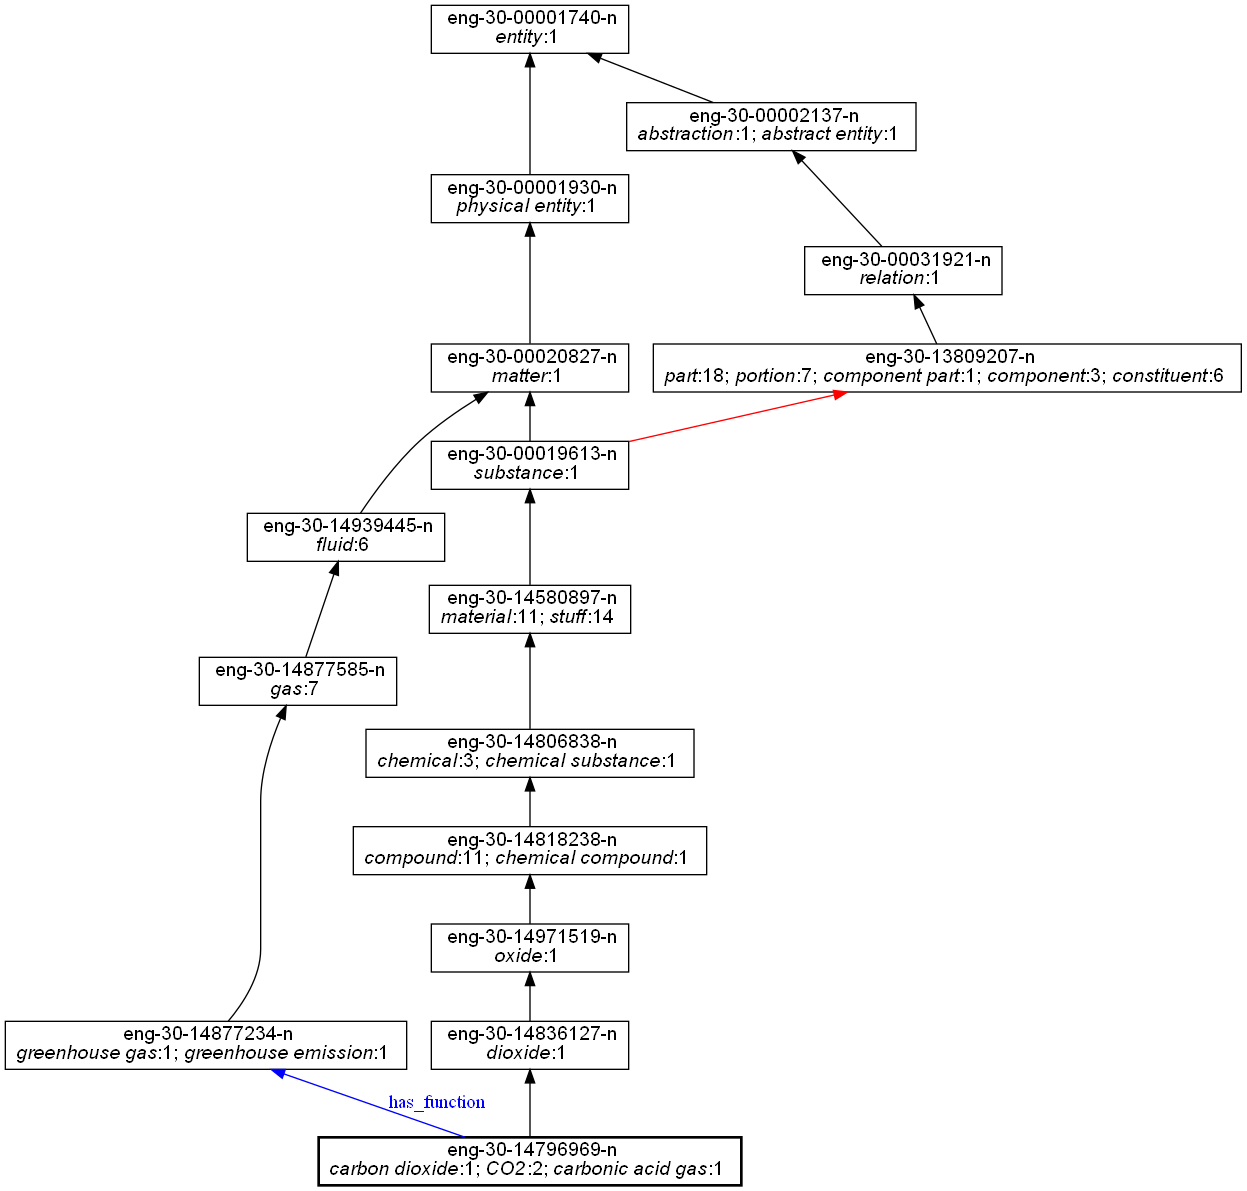 eng-30-00001740-n
entity:1
eng-30-00002137-n
abstraction:1; abstract entity:1
eng-30-00001930-n
physical entity:1
eng-30-00031921-n
relation:1
eng-30-00020827-n
matter:1
eng-30-13809207-n
part:18; portion:7; component part:1; component:3; constituent:6
eng-30-00019613-n
substance:1
eng-30-14939445-n
fluid:6
eng-30-14580897-n
material:11; stuff:14
eng-30-14877585-n
gas:7
eng-30-14806838-n
chemical:3; chemical substance:1
eng-30-14818238-n
compound:11; chemical compound:1
eng-30-14971519-n
oxide:1
eng-30-14877234-n
greenhouse gas:1; greenhouse emission:1
eng-30-14836127-n
dioxide:1
has_function
eng-30-14796969-n
carbon dioxide:1; CO2:2; carbonic acid gas:1